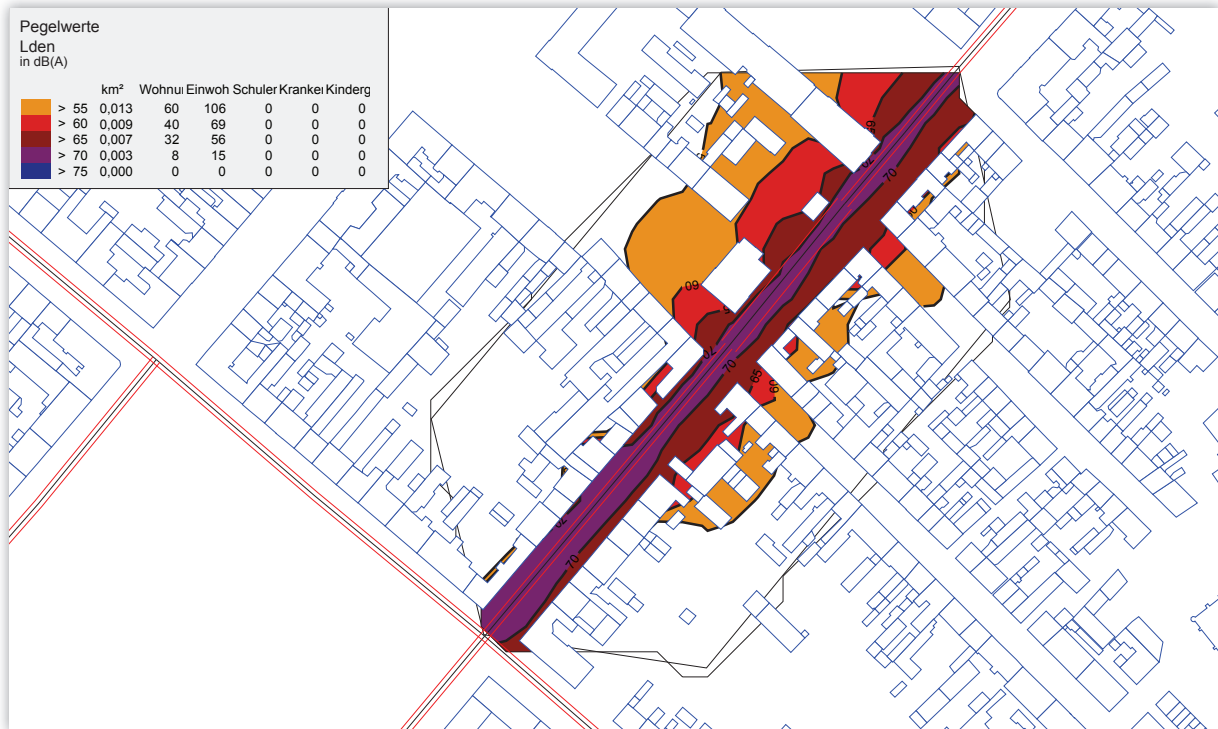 Pegelwerte
Lden
in dB(A)
km² Wohnu Einwoh Schuler Kranke Kinderg
> 55 0,013 60 106 0 0 0
> 60 0,009 40 69 0 0 0
> 65 0,007 32 56 0 0 0
> 70 0,003 8 15 0 0 0
> 75 0,000 0 0 0 0 0
65
70
70
60
70
70
65
60
70
70